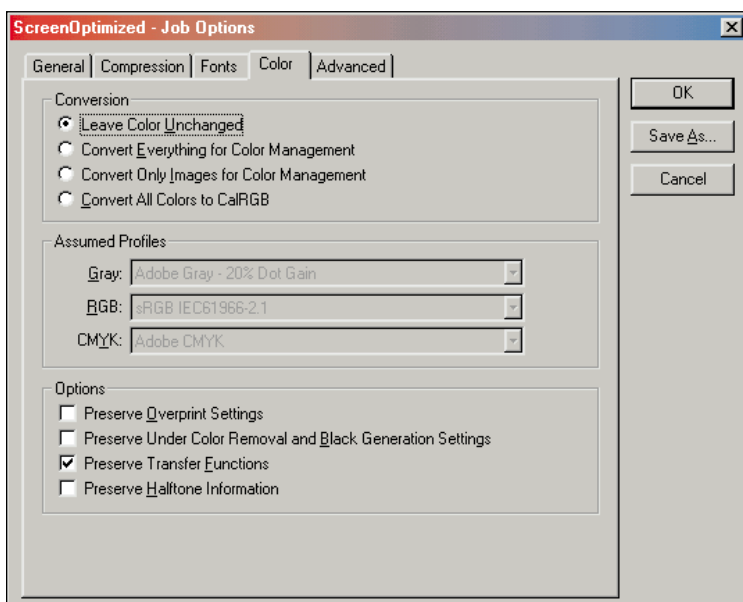 ScreenOptimized - Job Options
General Compression Fonts Color Advanced
Conversion
Leave Color Unchanged
Convert Everything for Color Management
Convert Only Images for Color Management
Convert All Colors to CalRGB
Assumed Profiles
Gray: Adobe Gray - 20% Dot Gain
RGB: sRGB IEC61966-2.1
CMYK: Adobe CMYK
Options
Preserve Overprint Settings
Preserve Under Color Removal and Black Generation Settings
Preserve Transfer Functions
Preserve Halftone Information
OK
Save As...
Cancel